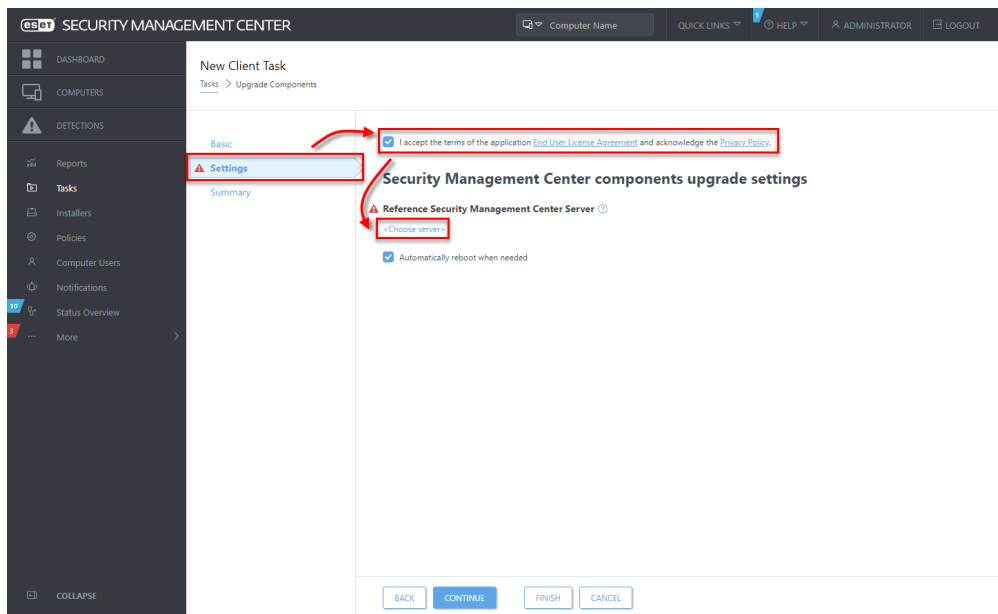 eset SECURITY MANAGEMENT CENTER
Computer Name
QUICK LINKS
1
HELP
ADMINISTRATOR
LOGOUT
DASHBOARD
COMPUTERS
DETECTIONS
Reports
Tasks
Installers
Policies
Computer Users
Notifications
10
Status Overview
3
More
COLLAPSE
New Client Task
Tasks > Upgrade Components
Basic
Settings
Summary
I accept the terms of the application End User License Agreement and acknowledge the Privacy Policy.
Security Management Center components upgrade settings
Reference Security Management Center Server
<Choose server>
Automatically reboot when needed
BACK
CONTINUE
FINISH
CANCEL